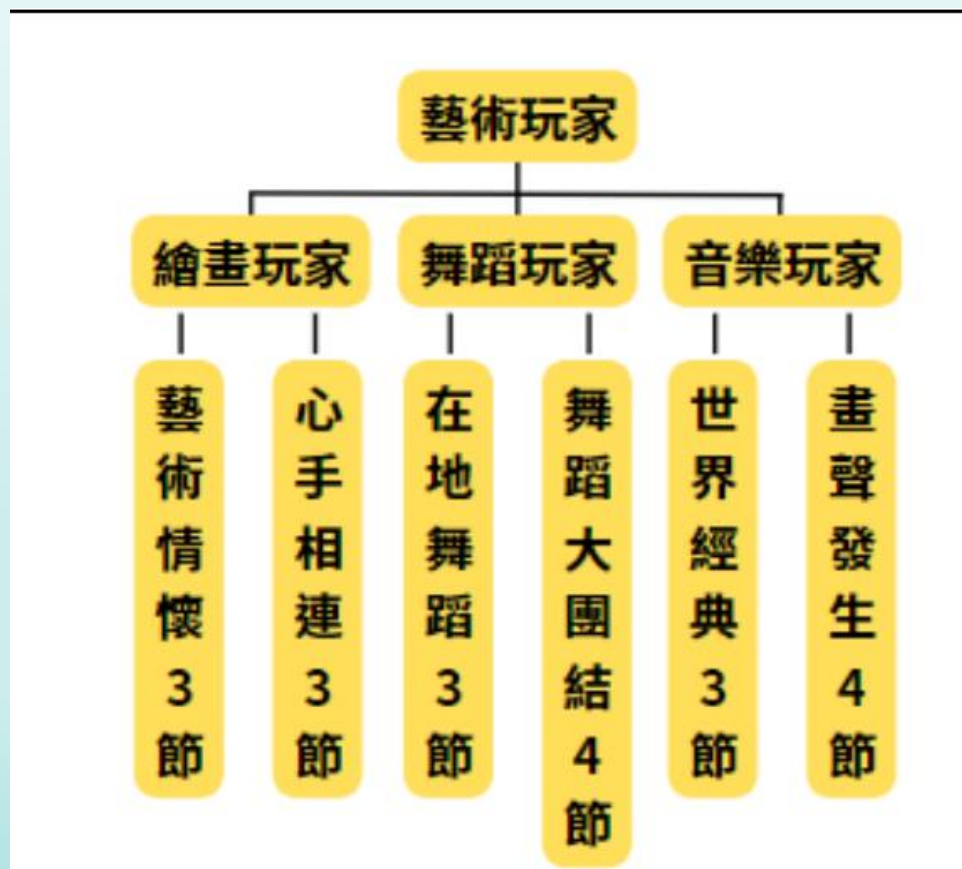 藝術玩家
繪畫玩家
舞蹈玩家
音樂玩家
藝術情懷3節
心手相連3節
在地舞蹈3節
舞蹈大團結4節
世界經典3節
畫聲發生4節